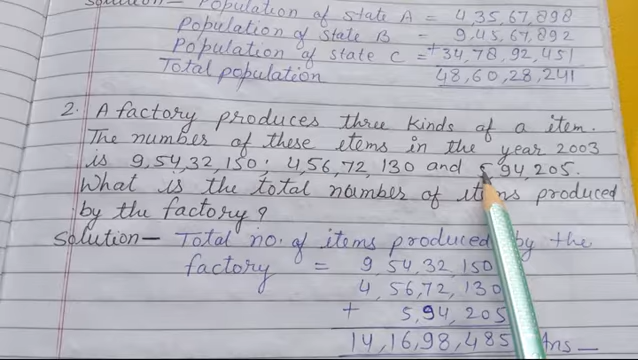 Solution - Population of state A = 4,35,67,898
Population of state B = 9,45,67,892
Population of state C = +34,78,92,451
Total population 48,60,28,241
2. A factory produces three kinds of a item.
The number of these items in the year 2003
is 9,54,32,150; 4,56,72,130 and 5,94,205.
What is the total number of items produced
by the factory?
Solution - Total no. of items produced by the
factory = 9,54,32,150
4,56,72,130
+ 5,94,205
14,16,98,485 Ans -